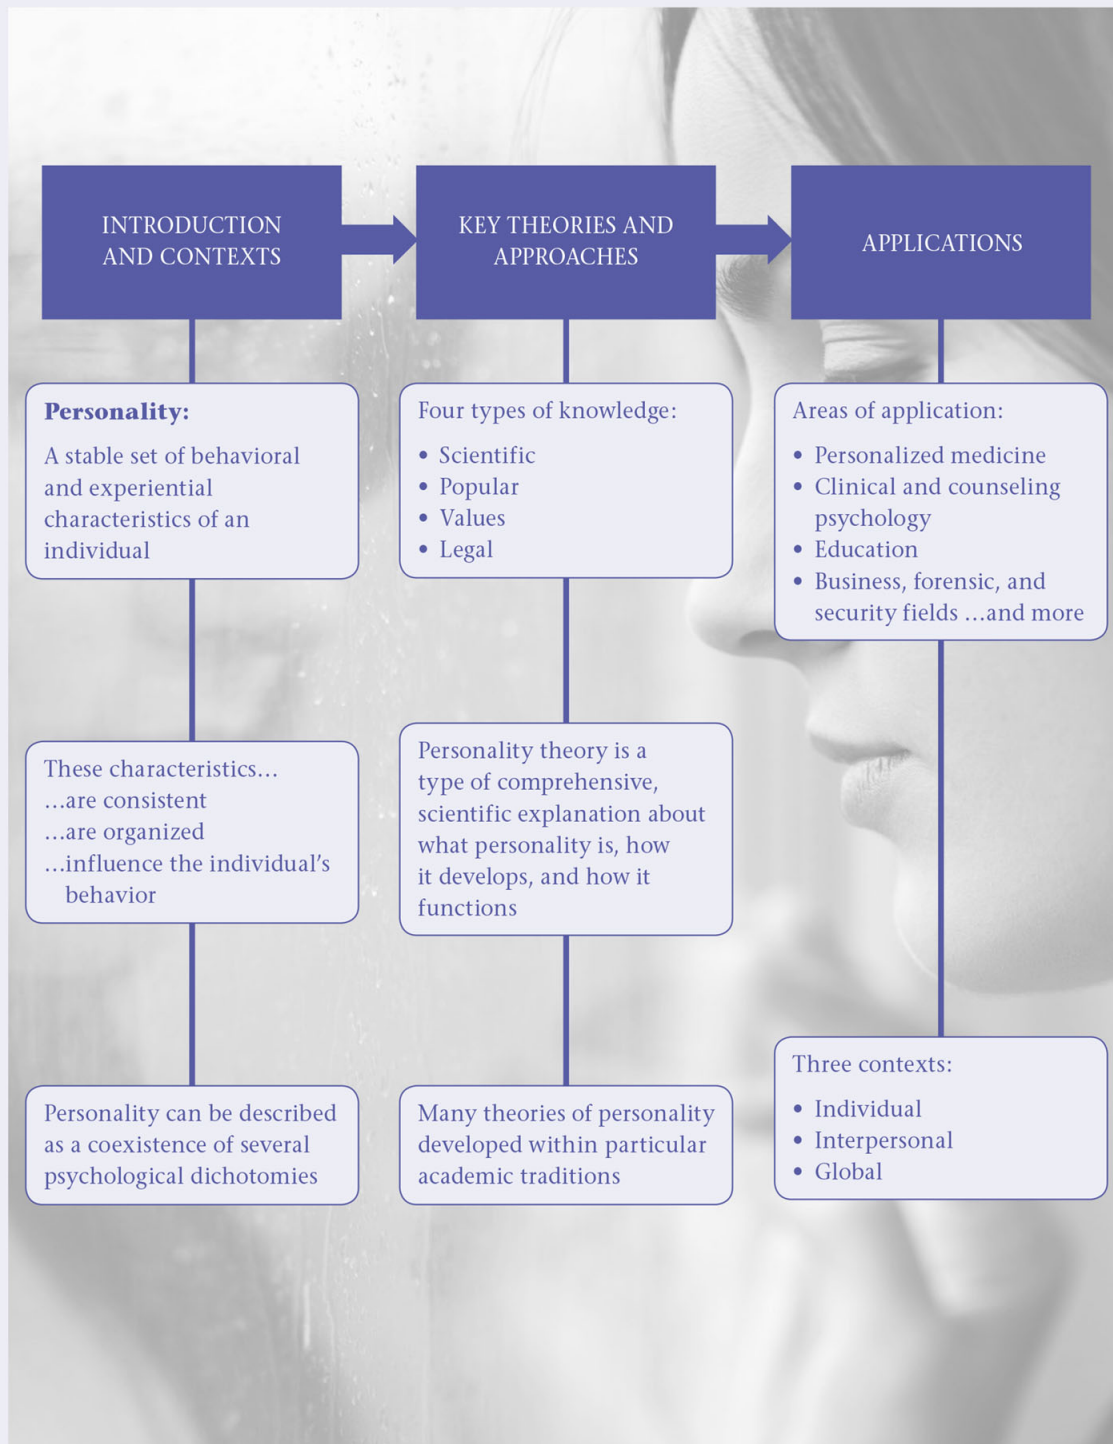 INTRODUCTION
AND CONTEXTS
KEY THEORIES AND
APPROACHES
APPLICATIONS
Personality:
A stable set of behavioral
and experiential
characteristics of an
individual
These characteristics…
…are consistent
…are organized
…influence the individual’s
behavior
Personality can be described
as a coexistence of several
psychological dichotomies
Four types of knowledge:
• Scientific
• Popular
• Values
• Legal
Personality theory is a
type of comprehensive,
scientific explanation about
what personality is, how
it develops, and how it
functions
Many theories of personality
developed within particular
academic traditions
Areas of application:
• Personalized medicine
• Clinical and counseling
psychology
• Education
• Business, forensic, and
security fields …and more
Three contexts:
• Individual
• Interpersonal
• Global